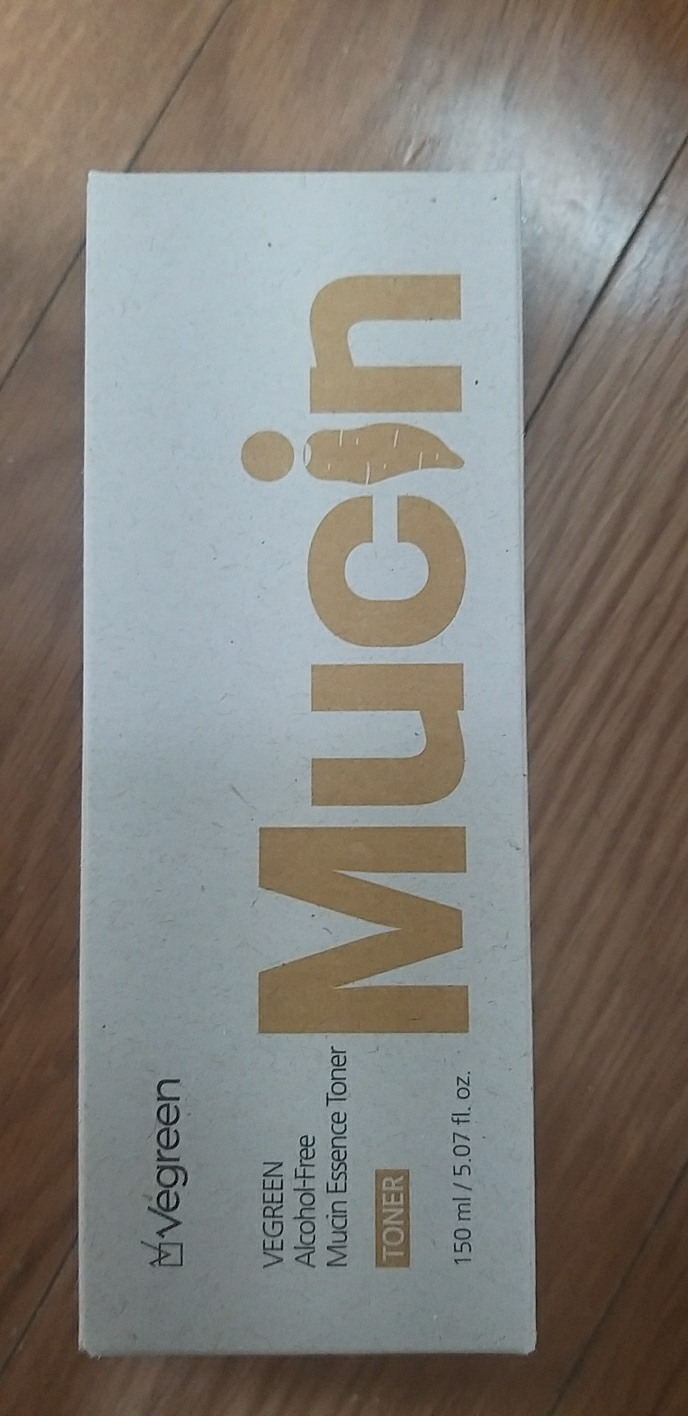 Vegreen
VEGREEN
Alcohol-Free
Mucin Essence Toner
TONER
150 ml / 5.07 fl. oz.
Mucin